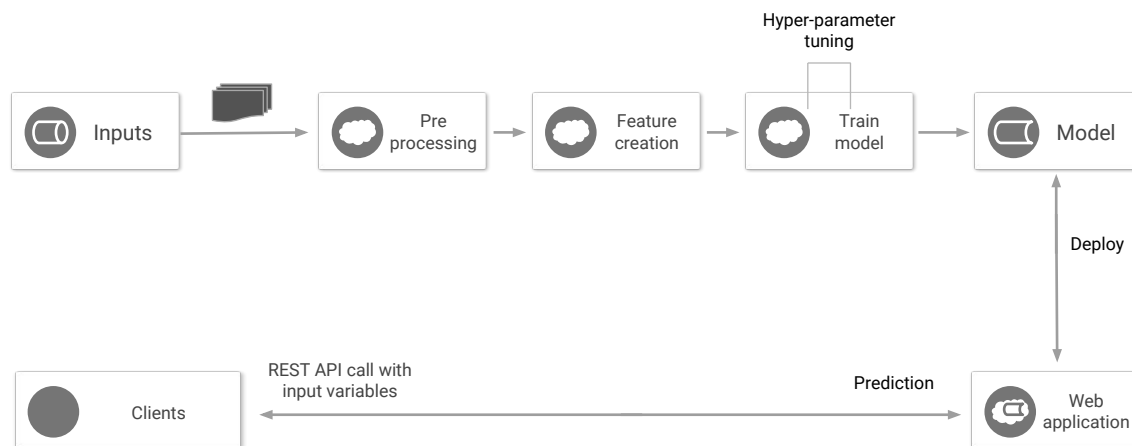 Hyper-parameter
tuning
Inputs
Pre
processing
Feature
creation
Train
model
Model
Deploy
REST API call with
input variables
Prediction
Clients
Web
application